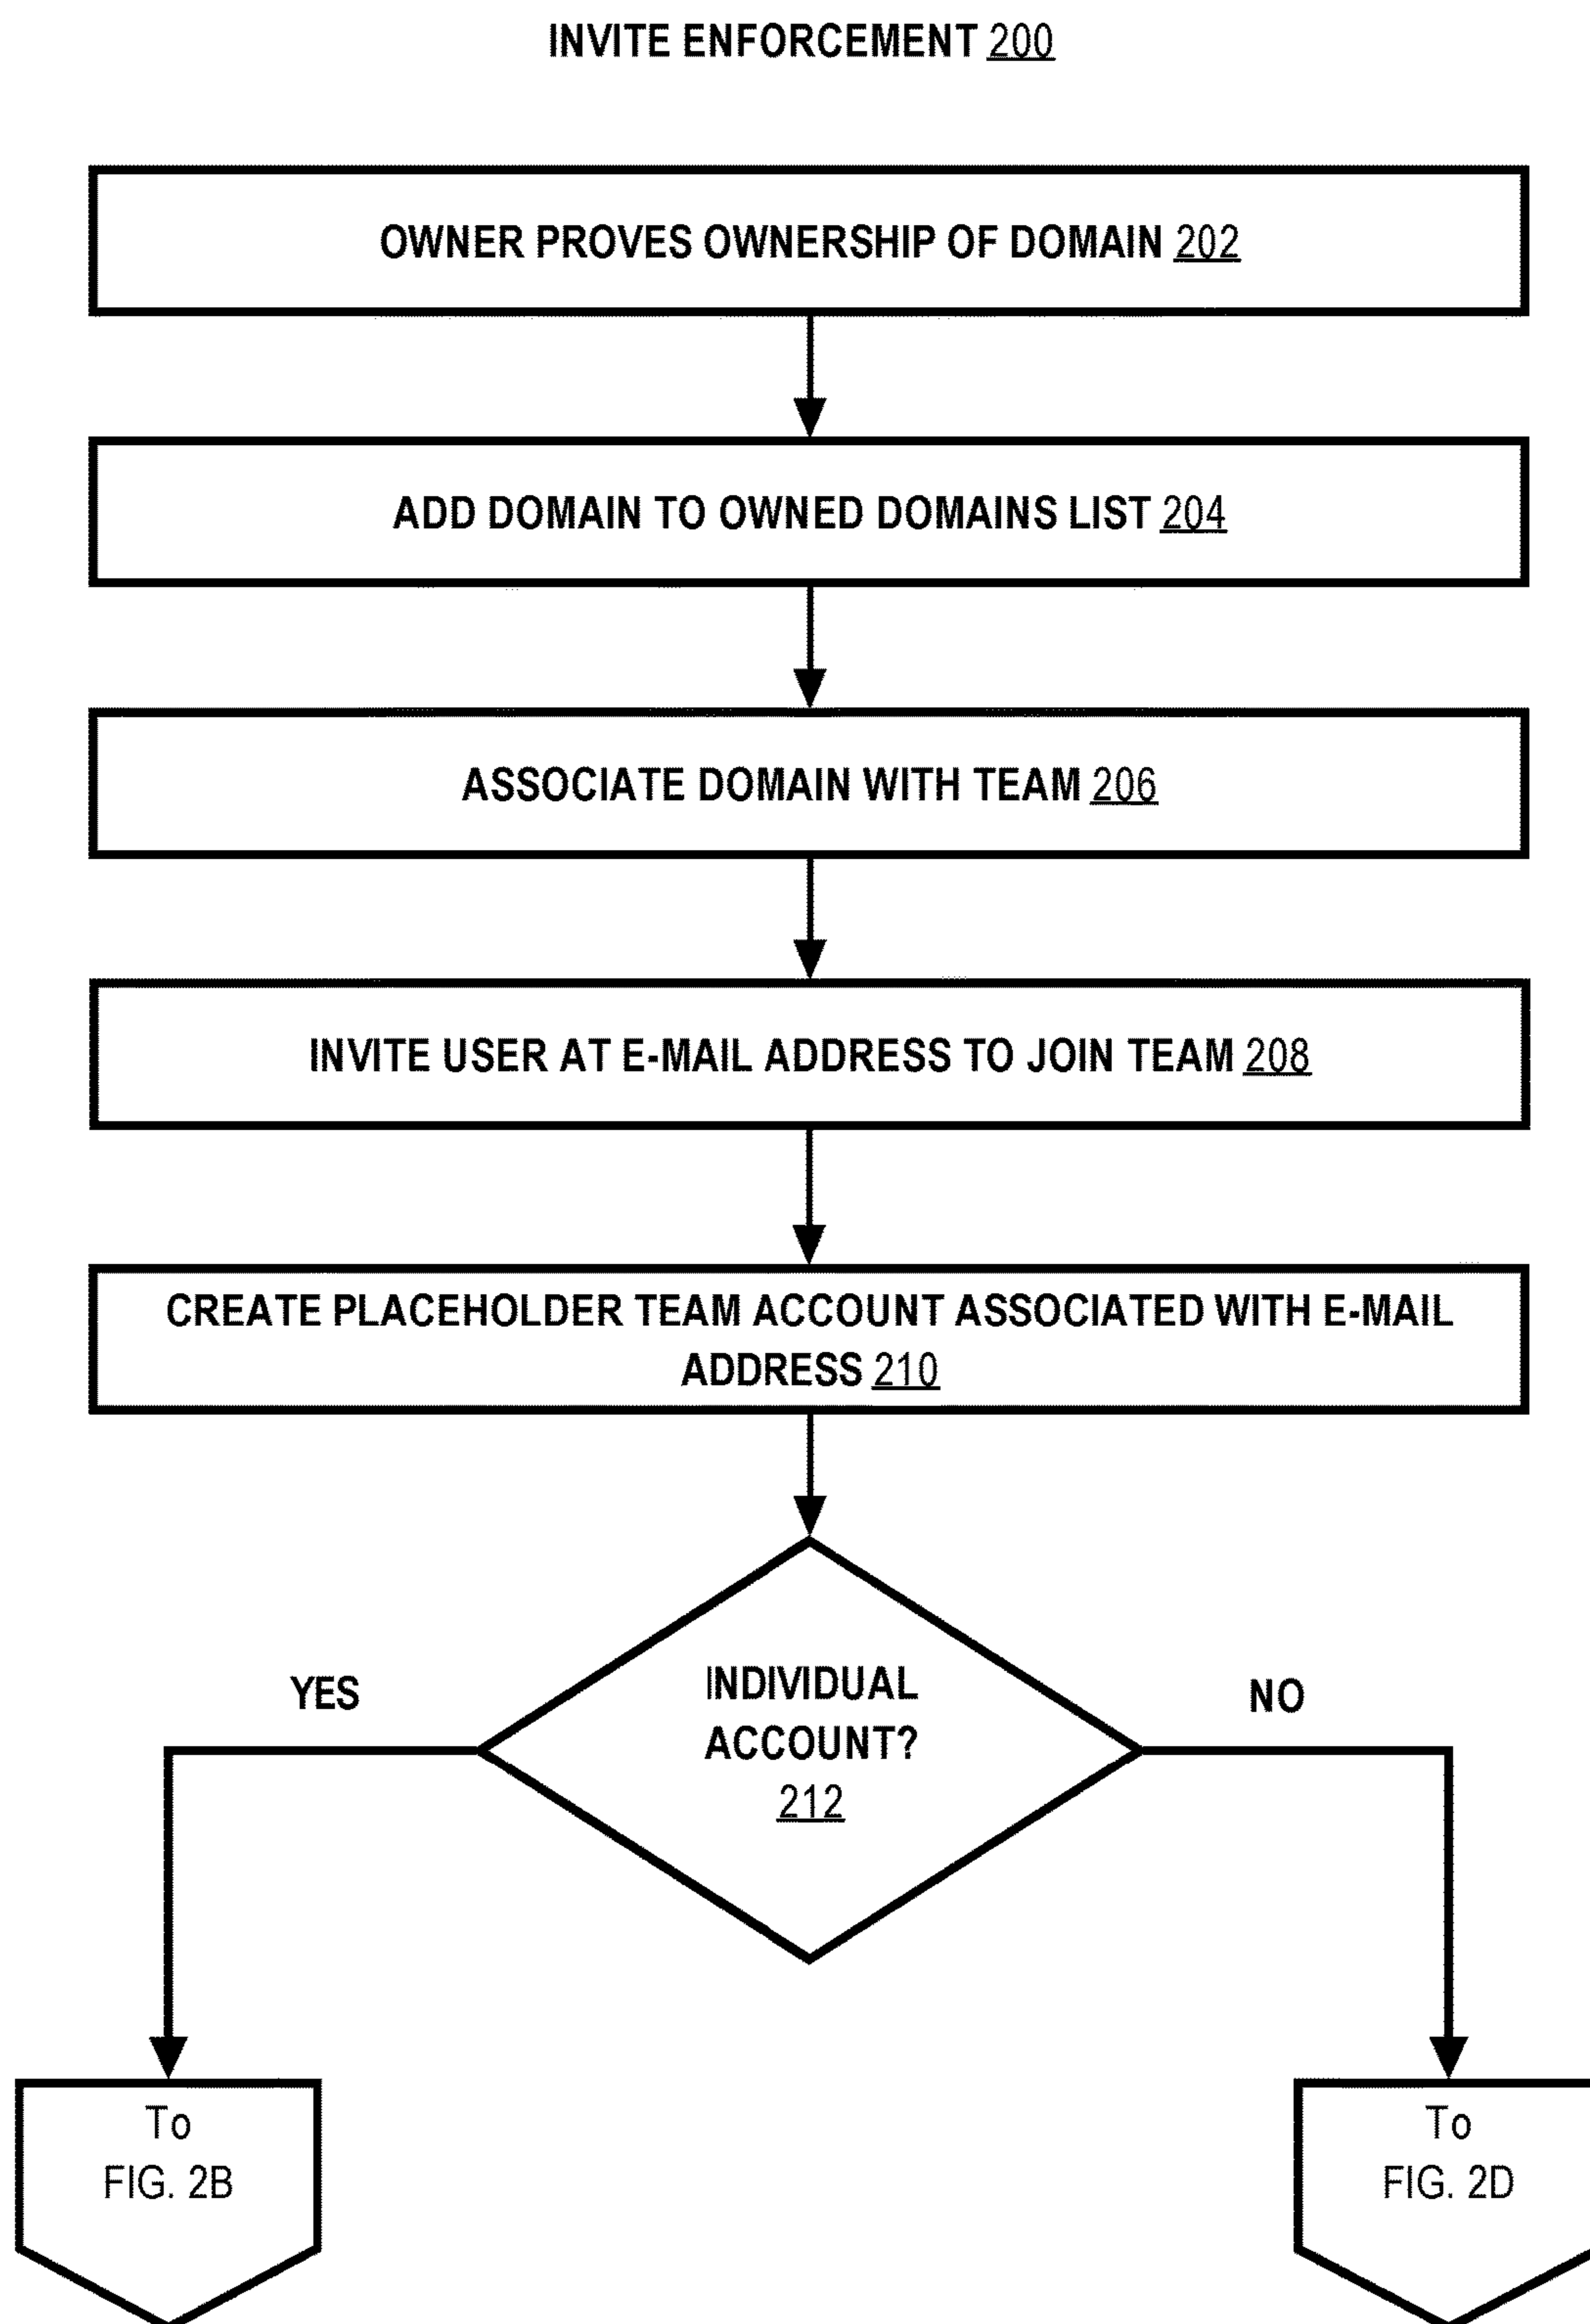 INVITE ENFORCEMENT 200
OWNER PROVES OWNERSHIP OF DOMAIN 202
ADD DOMAIN TO OWNED DOMAINS LIST 204
ASSOCIATE DOMAIN WITH TEAM 206
INVITE USER AT E-MAIL ADDRESS TO JOIN TEAM 208
CREATE PLACEHOLDER TEAM ACCOUNT ASSOCIATED WITH E-MAIL
ADDRESS 210
INDIVIDUAL
ACCOUNT?
212
YES
NO
To
FIG. 2B
To
FIG. 2D